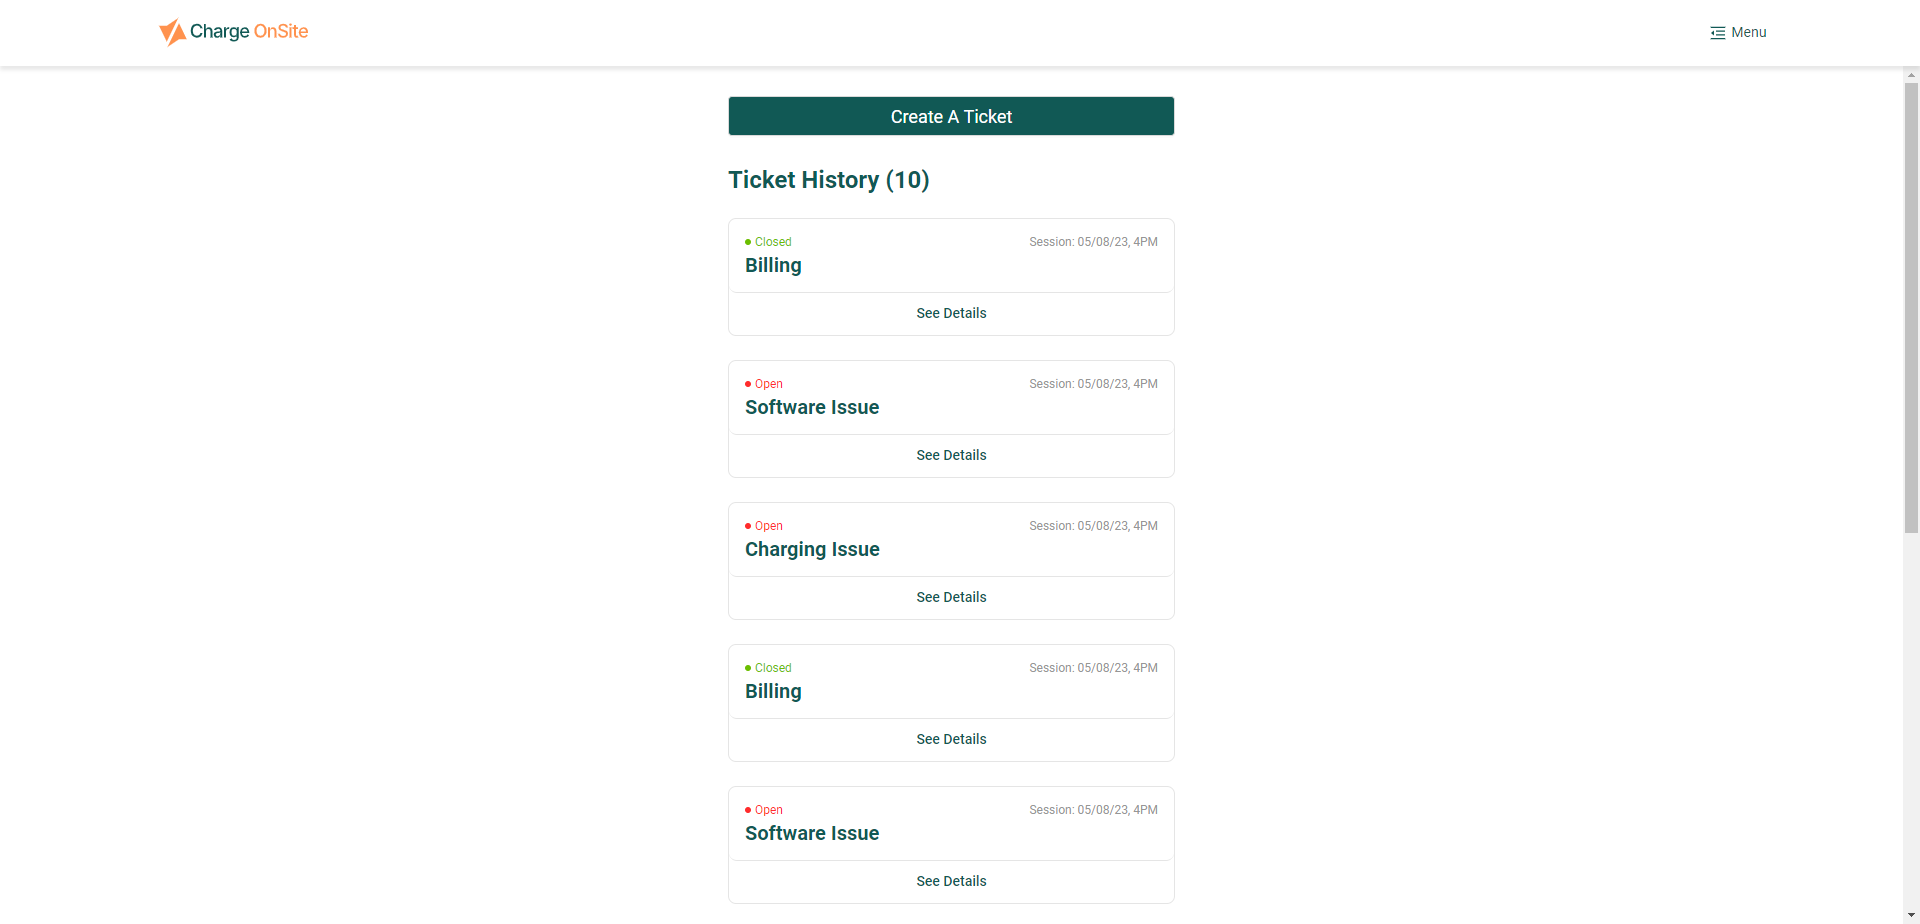 Charge OnSite
Menu
Create A Ticket
Ticket History (10)
Closed
Session: 05/08/23, 4PM
Billing
See Details
Open
Session: 05/08/23, 4PM
Software Issue
See Details
Open
Session: 05/08/23, 4PM
Charging Issue
See Details
Closed
Session: 05/08/23, 4PM
Billing
See Details
Open
Session: 05/08/23, 4PM
Software Issue
See Details